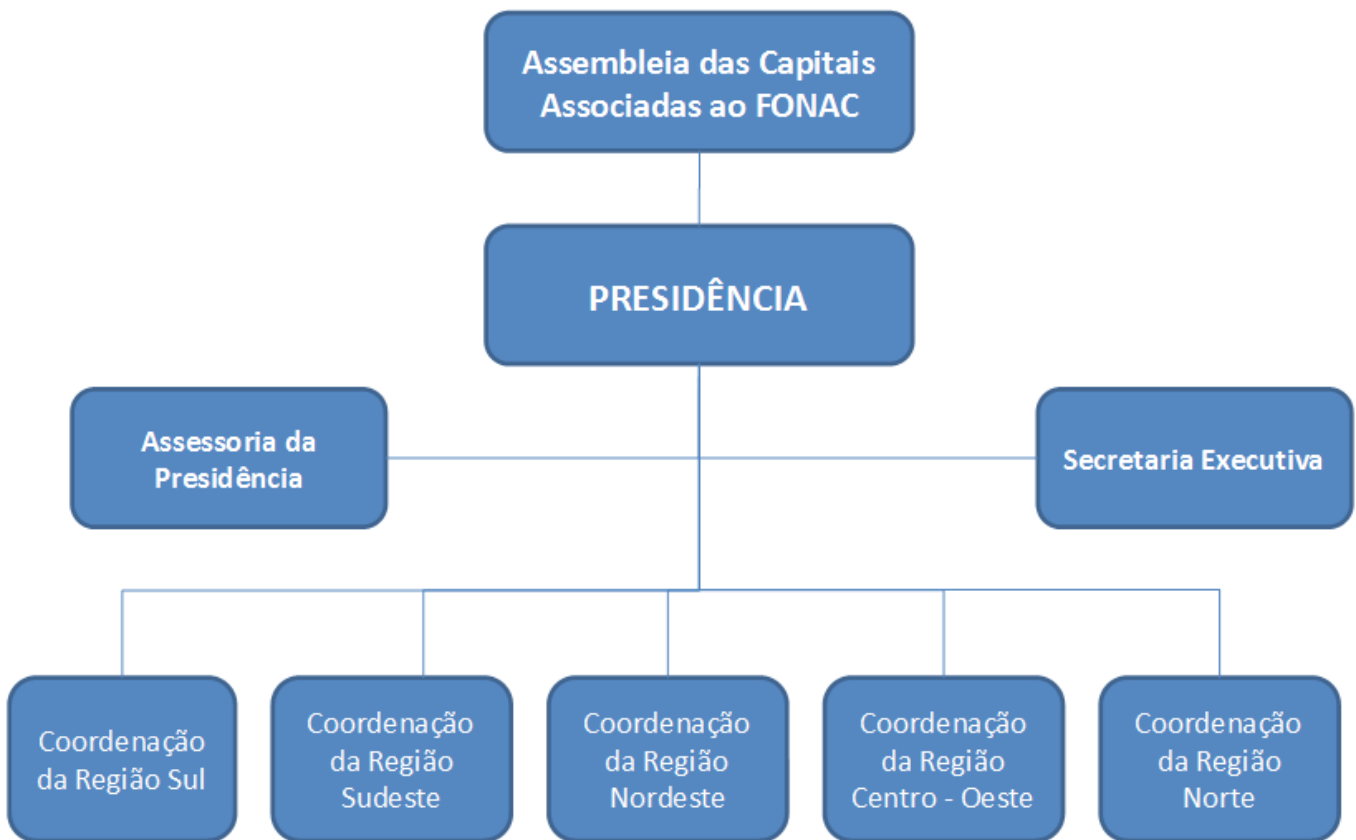 Assembleia das Capitais
Associadas ao FONAC
PRESIDÊNCIA
Assessoria da
Presidência
Secretaria Executiva
Coordenação
da Região Sul
Coordenação
da Região
Sudeste
Coordenação
da Região
Nordeste
Coordenação
da Região
Centro - Oeste
Coordenação
da Região
Norte